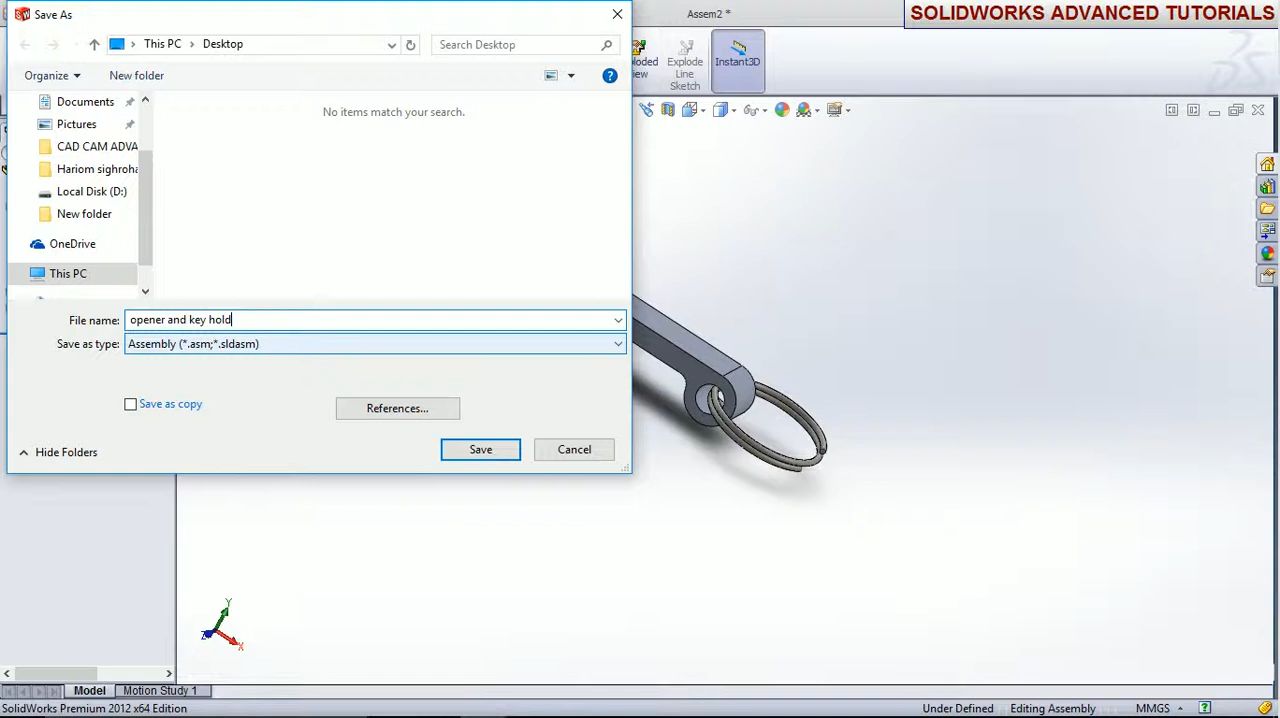 Save As
Assem2 *
SOLIDWORKS ADVANCED TUTORIALS
This PC
Desktop
Search Desktop
Organize
New folder
Explode
Line
Sketch
Instant3D
Documents
Pictures
CAD CAM ADVA
Hariom sighroha
Local Disk (D:)
New folder
OneDrive
This PC
No items match your search.
File name:
opener and key hold
Save as type:
Assembly (*.asm;*.sldasm)
Save as copy
References...
Hide Folders
Save
Cancel
Y
Z
X
Model
Motion Study 1
SolidWorks Premium 2012 x64 Edition
Under Defined
Editing Assembly
MMGS